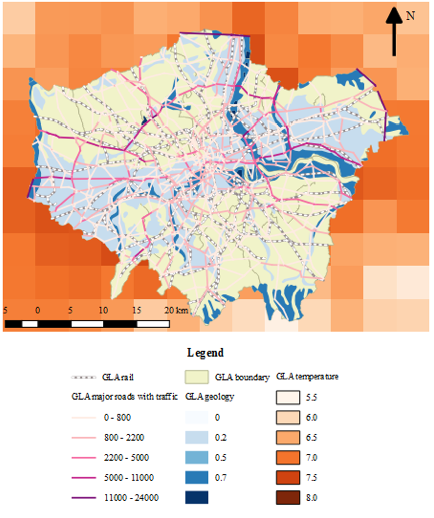 N
5 0 5 10 15 20 km
Legend
GLA rail
GLA major roads with traffic
0 - 800
800 - 2200
2200 - 5000
5000 - 11000
11000 - 24000
GLA boundary
GLA geology
0
0.2
0.5
0.7
GLA temperature
5.5
6.0
6.5
7.0
7.5
8.0